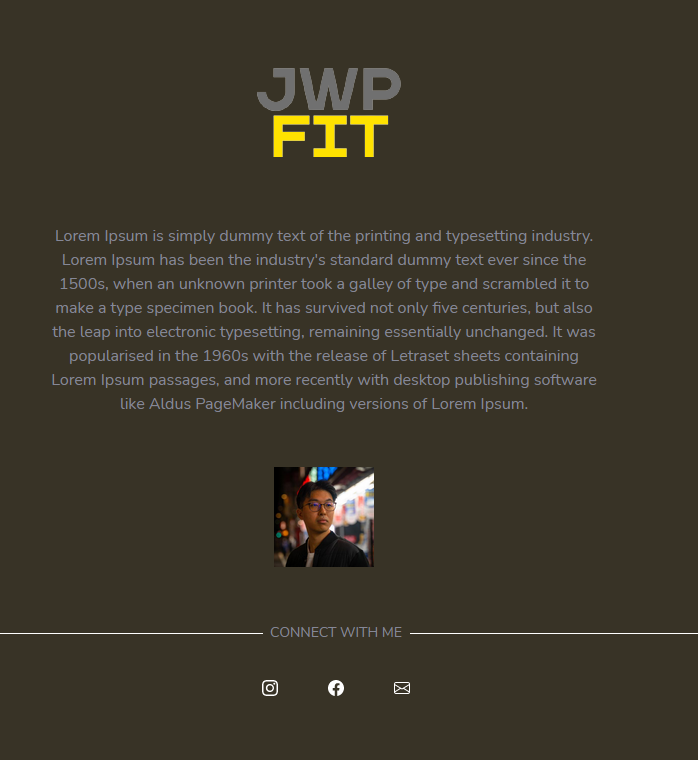 JWP
FIT
Lorem Ipsum is simply dummy text of the printing and typesetting industry.
Lorem Ipsum has been the industry's standard dummy text ever since the
1500s, when an unknown printer took a galley of type and scrambled it to
make a type specimen book. It has survived not only five centuries, but also
the leap into electronic typesetting, remaining essentially unchanged. It was
popularised in the 1960s with the release of Letraset sheets containing
Lorem Ipsum passages, and more recently with desktop publishing software
like Aldus PageMaker including versions of Lorem Ipsum.
CONNECT WITH ME